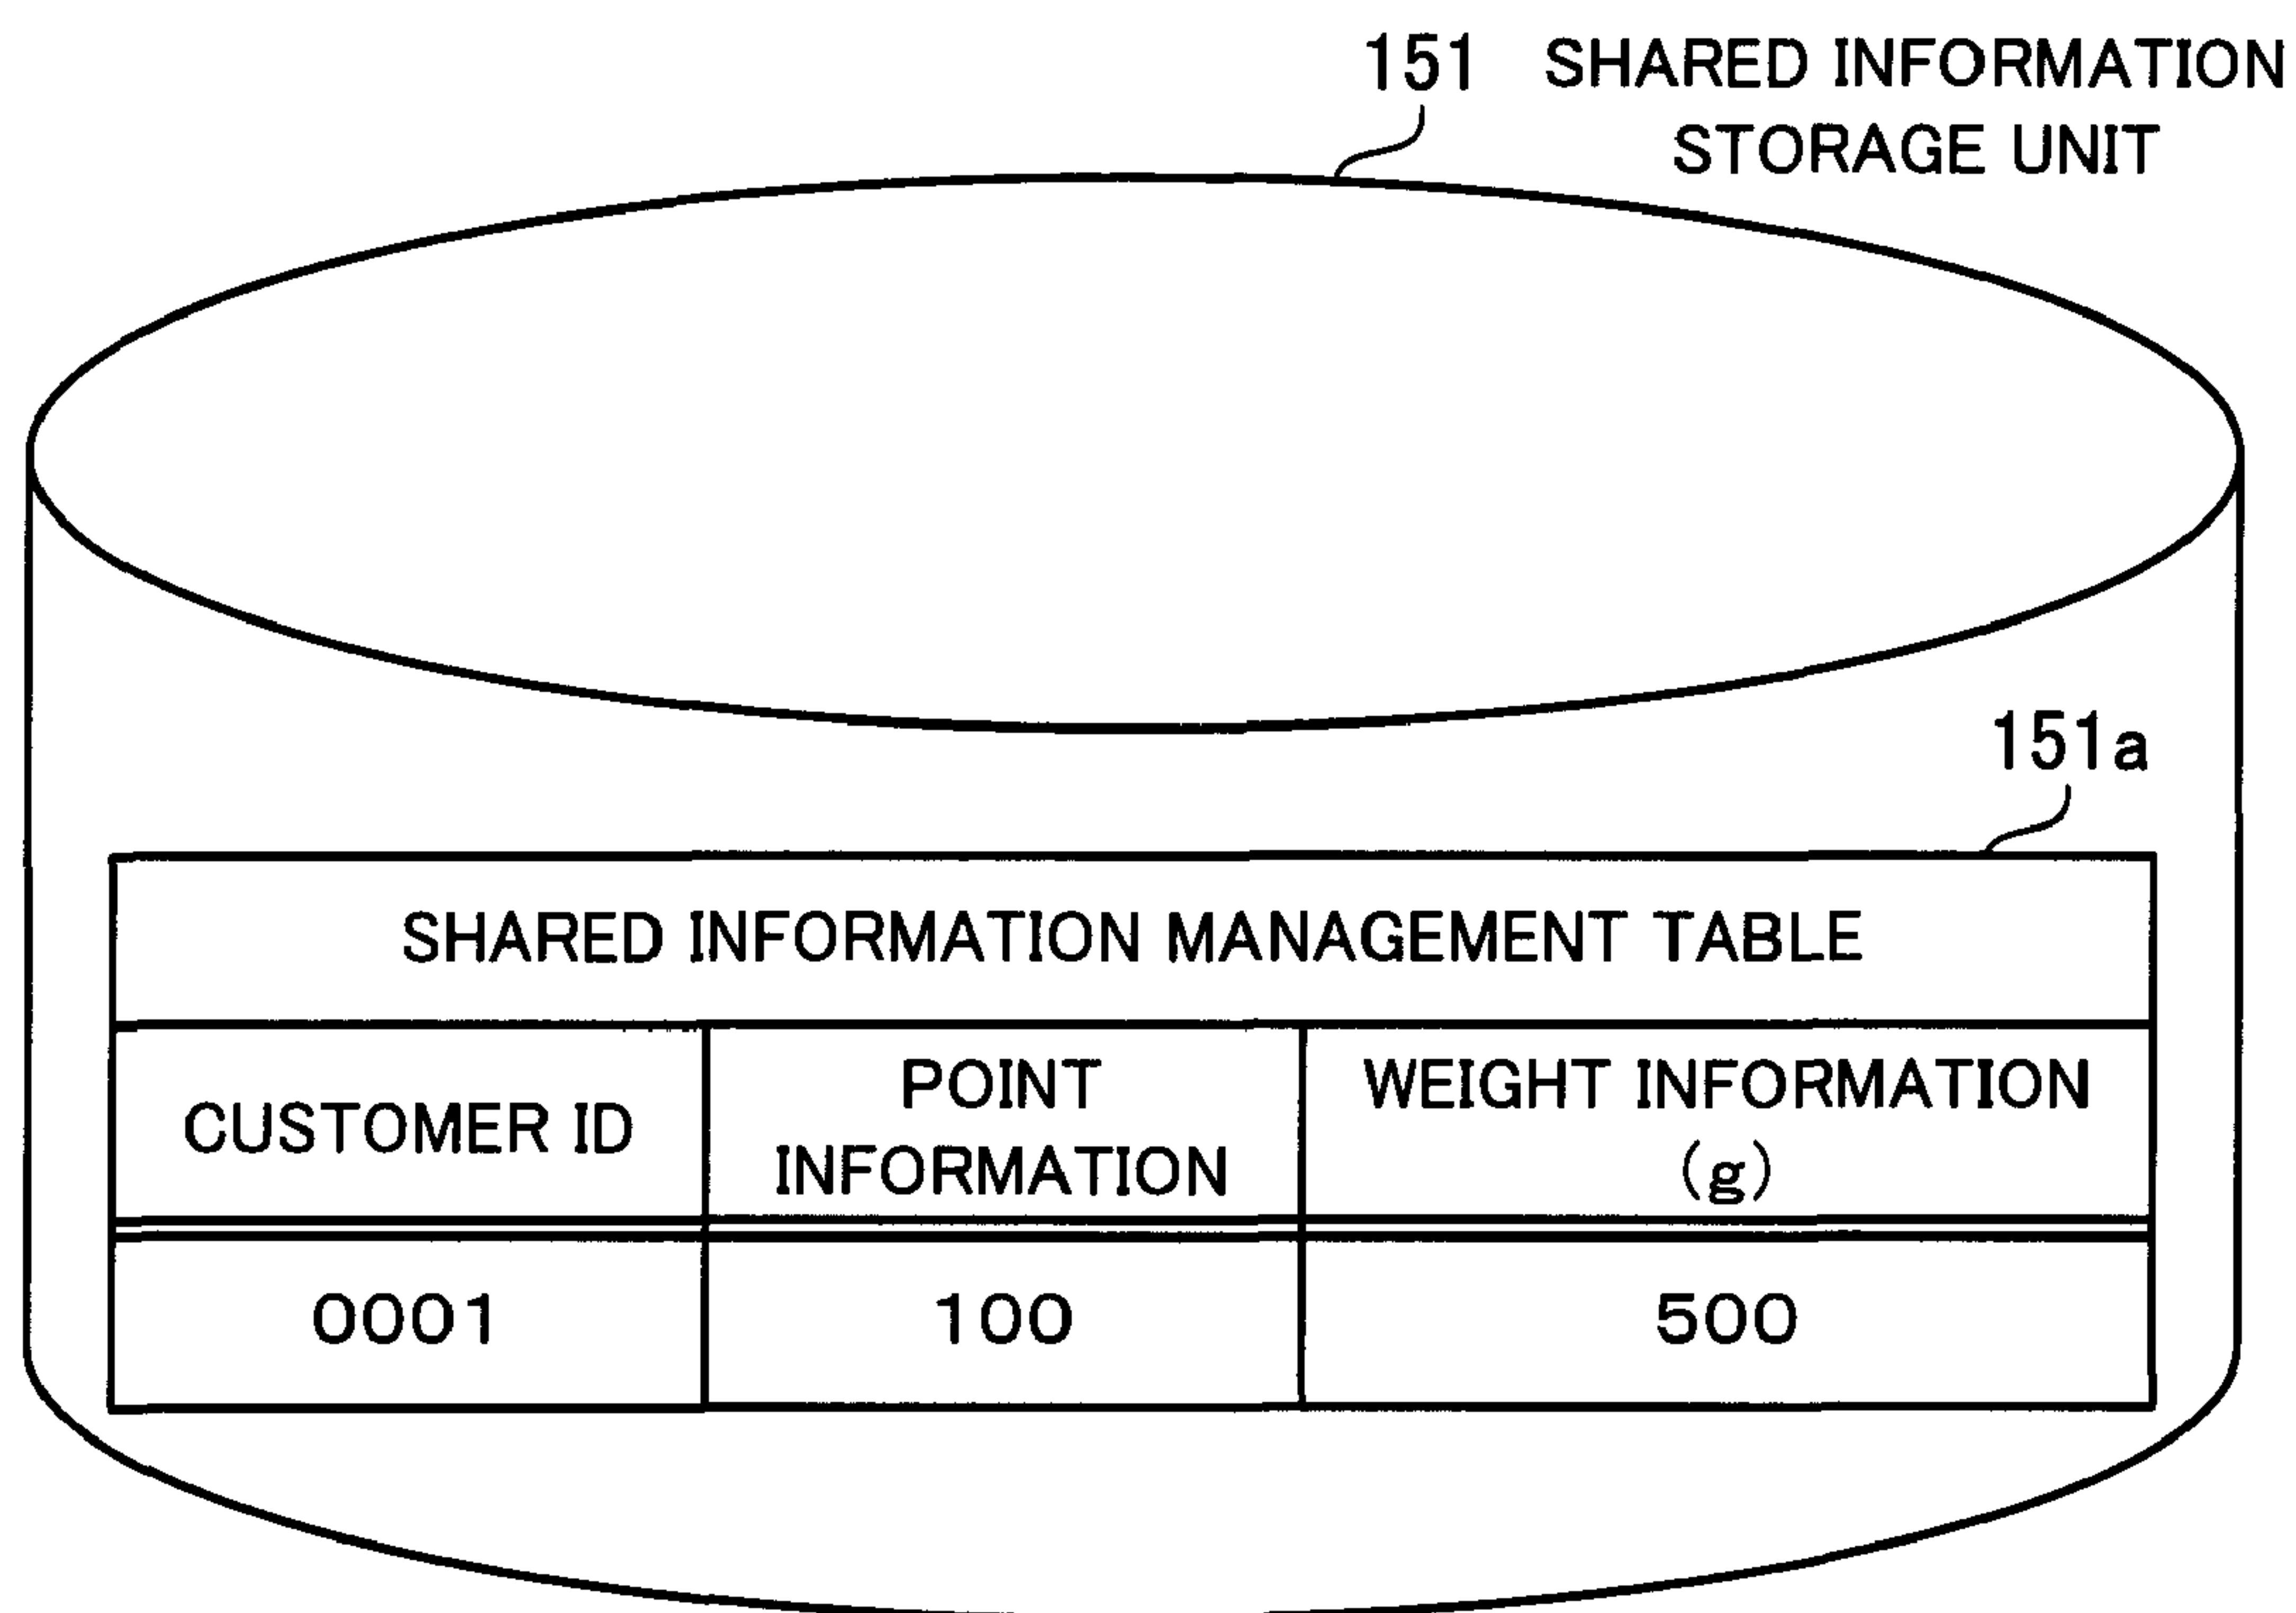 151 SHARED INFORMATION
STORAGE UNIT
151a
SHARED INFORMATION MANAGEMENT TABLE
CUSTOMER ID
POINT
INFORMATION
WEIGHT INFORMATION
(g)
0001
100
500